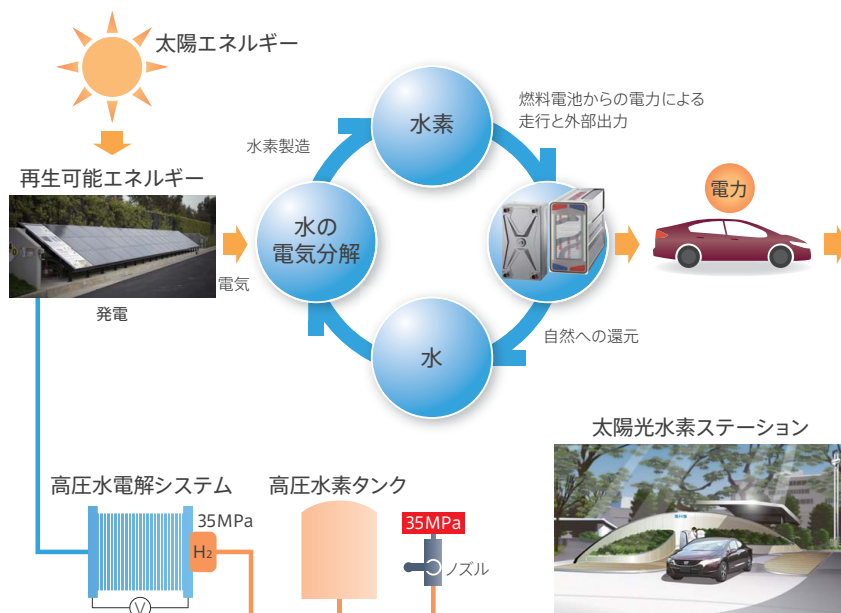 太陽エネルギー
再生可能エネルギー
発電
電気
水素製造
水素
燃料電池からの電力による
走行と外部出力
水の
電気分解
電力
自然への還元
水
太陽光水素ステーション
高圧水電解システム
35MPa
H₂
V
高圧水素タンク
35MPa
ノズル